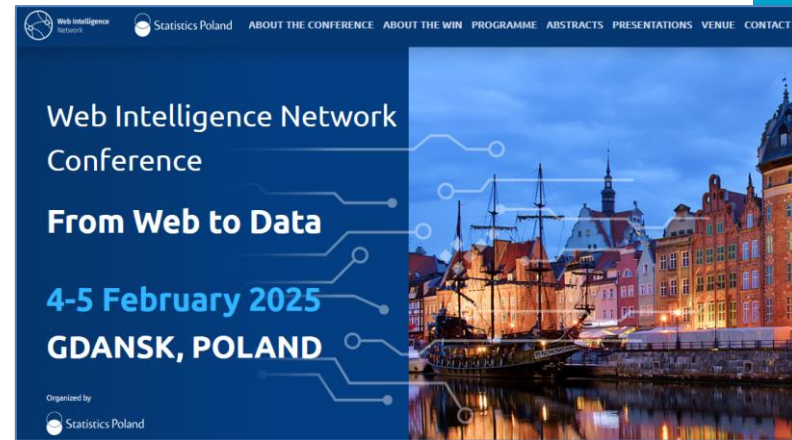 Web Intelligence
Network
Statistics Poland
ABOUT THE CONFERENCE ABOUT THE WIN PROGRAMME ABSTRACTS PRESENTATIONS VENUE CONTACT
Web Intelligence Network
Conference
From Web to Data
4-5 February 2025
GDANSK, POLAND
Organized by
Statistics Poland